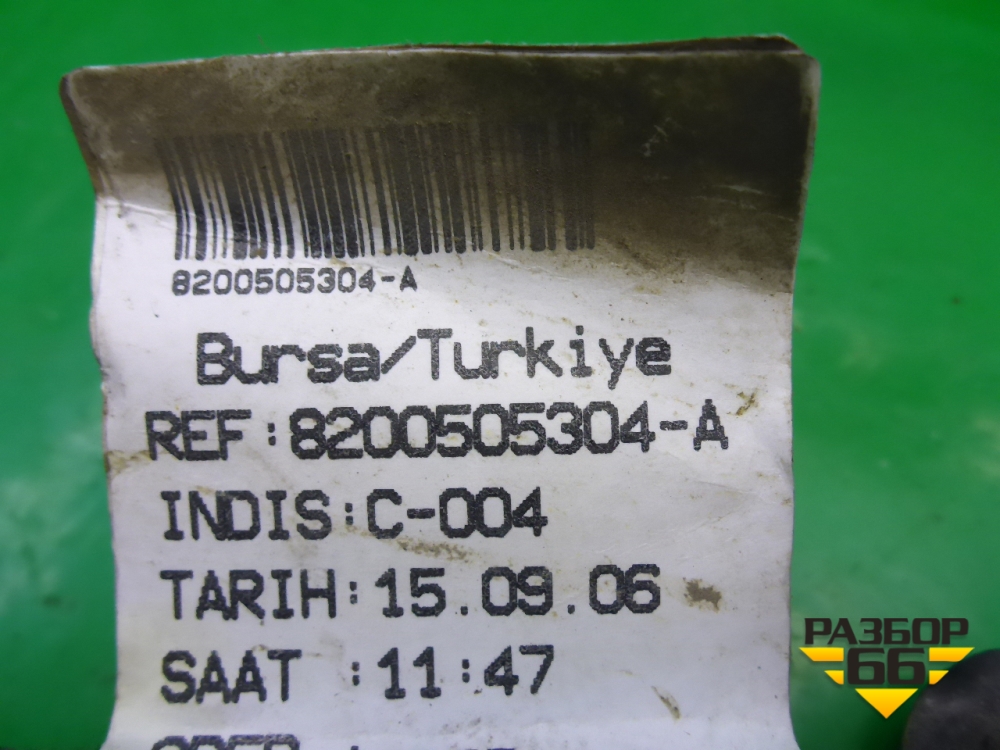 8200505304-A
Bursa/Turkiye
REF:8200505304-A
INDIS:C-004
TARIH:15.09.06
SAAT :11:47
РАЗБОР
66